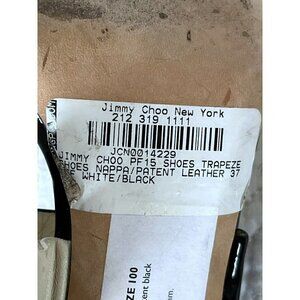 Jimmy Choo New York
212 319 1111
JCN0014229
JIMMY CHOO PF15 SHOES TRAPEZE
SHOES NAPPA/PATENT LEATHER 37
WHITE/BLACK
ZE 100
tent black